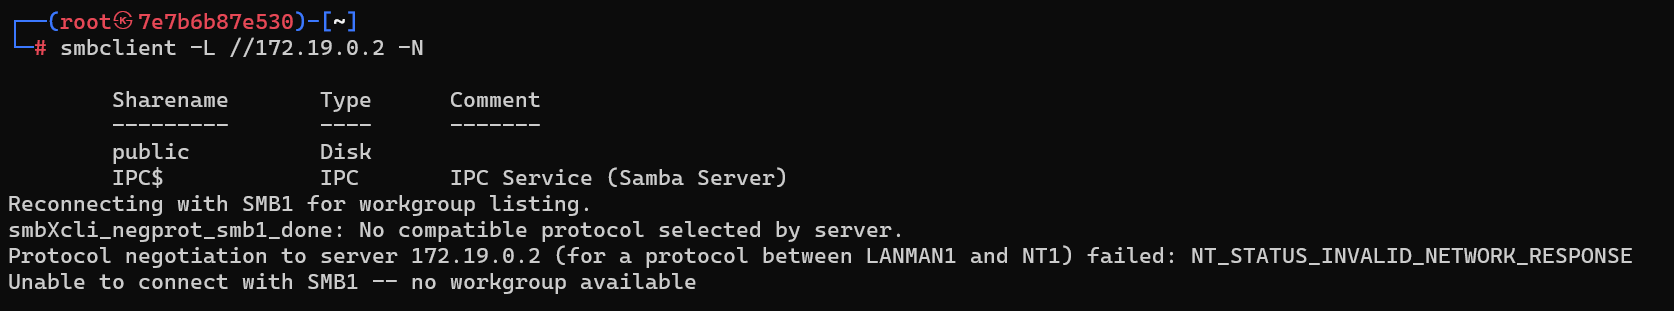 ┌──(root㉿7e7b6b87e530)-[~]
└─# smbclient -L //172.19.0.2 -N
Sharename Type Comment
--------- ---- -------
public Disk
IPC$ IPC IPC Service (Samba Server)
Reconnecting with SMB1 for workgroup listing.
smbXcli_negprot_smb1_done: No compatible protocol selected by server.
Protocol negotiation to server 172.19.0.2 (for a protocol between LANMAN1 and NT1) failed: NT_STATUS_INVALID_NETWORK_RESPONSE
Unable to connect with SMB1 -- no workgroup available